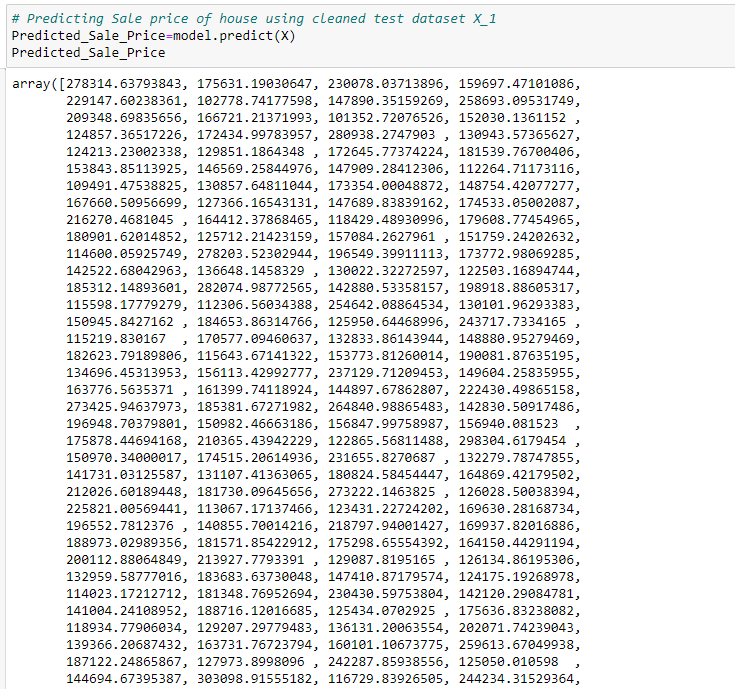 # Predicting Sale price of house using cleaned test dataset X_1
Predicted_Sale_Price=model.predict(X)
Predicted_Sale_Price
array([278314.63793843, 175631.19030647, 230078.03713896, 159697.47101086,
229147.60238361, 102778.74177598, 147890.35159269, 258693.09531749,
209348.69835656, 166721.21371993, 101352.72076526, 152030.1361152 ,
124857.36517226, 172434.99783957, 280938.2747903 , 130943.57365627,
124213.23002338, 129851.1864348 , 172645.77374224, 181539.76700406,
153843.85113925, 146569.25844976, 147909.28412306, 112264.71173116,
109491.47538825, 130857.64811044, 173354.00048872, 148754.42077277,
167660.50956699, 127366.16543131, 147689.83839162, 174533.05002087,
216270.4681045 , 164412.37868465, 118429.48930996, 179608.77454965,
180901.62014852, 125712.21423159, 157084.2627961 , 151759.24202632,
114600.05925749, 278203.52302944, 196549.39911113, 173772.98069285,
142522.68042963, 136648.1458329 , 130022.32272597, 122503.16894744,
185312.14893601, 282074.98772565, 142880.53358157, 198918.88605317,
115598.17779279, 112306.56034388, 254642.08864534, 130101.96293383,
150945.8427162 , 184653.86314766, 125950.64468996, 243717.7334165 ,
115219.830167  , 170577.09460637, 132833.86143944, 148880.95279469,
182623.79189806, 115643.67141322, 153773.81260014, 190081.87635195,
134696.45313953, 156113.42992777, 237129.71209453, 149604.25835955,
163776.5635371 , 161399.74118924, 144897.67862807, 222430.49865158,
273425.94637973, 185381.67271982, 264840.98865483, 142830.50917486,
196948.70379801, 150982.46663186, 156847.99758987, 156940.081523  ,
175878.44694168, 210365.43942229, 122865.56811488, 298304.6179454 ,
150970.34000017, 174515.20614936, 231655.8270687 , 132279.78747855,
141731.03125587, 131107.41363065, 180824.58454447, 164869.42179502,
212026.60189448, 181730.09645656, 273222.1463825 , 126028.50038394,
225821.00569441, 113067.17137466, 123431.22724202, 169630.28168734,
196552.7812376 , 140855.70014216, 218797.94001427, 169937.82016886,
188973.02989356, 181571.85422912, 175298.65554392, 164150.44291194,
200112.88064849, 213927.7793391 , 129087.8195165 , 126134.86195306,
132959.58777016, 183683.63730048, 147410.87179574, 124175.19268978,
114023.17212712, 181348.76952694, 230430.59753804, 142120.29084781,
141004.24108952, 188716.12016685, 125434.0702925 , 175636.83238082,
118934.77906034, 129207.29779483, 136131.20063554, 202071.74239043,
139366.20687432, 163731.76723794, 160101.10673775, 259613.67049938,
187122.24865867, 127973.8998096 , 242287.85938556, 125050.010598  ,
144694.67395387, 303098.91555182, 116729.83926505, 244234.31529364,